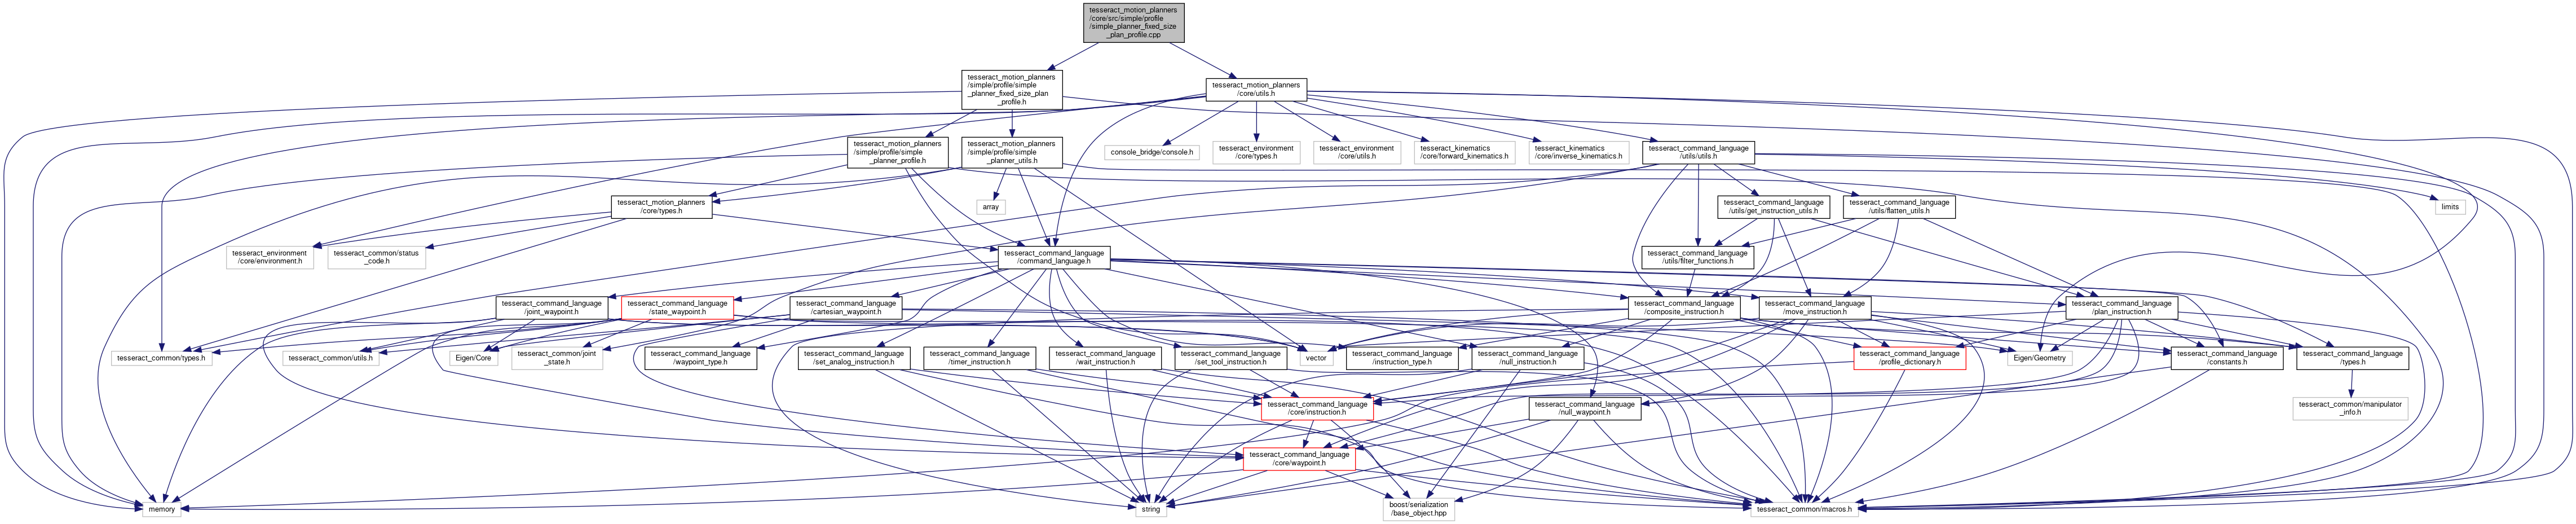 tesseract_motion_planners
/core/src/simple/profile
/simple_planner_fixed_size
_plan_profile.cpp
tesseract_motion_planners
/simple/profile/simple
_planner_fixed_size_plan
_profile.h
tesseract_motion_planners
/core/utils.h
tesseract_motion_planners
/simple/profile/simple
_planner_profile.h
tesseract_motion_planners
/simple/profile/simple
_planner_utils.h
console_bridge/console.h
tesseract_environment
/core/types.h
tesseract_environment
/core/utils.h
tesseract_kinematics
/core/forward_kinematics.h
tesseract_kinematics
/core/inverse_kinematics.h
tesseract_command_language
/utils/utils.h
tesseract_motion_planners
/core/types.h
array
tesseract_command_language
/utils/get_instruction_utils.h
tesseract_command_language
/utils/flatten_utils.h
limits
tesseract_environment
/core/environment.h
tesseract_common/status
_code.h
tesseract_command_language
/command_language.h
tesseract_command_language
/utils/filter_functions.h
tesseract_command_language
/joint_waypoint.h
tesseract_command_language
/state_waypoint.h
tesseract_command_language
/cartesian_waypoint.h
tesseract_command_language
/composite_instruction.h
tesseract_command_language
/move_instruction.h
tesseract_command_language
/plan_instruction.h
tesseract_common/types.h
tesseract_common/utils.h
Eigen/Core
tesseract_common/joint
_state.h
tesseract_command_language
/waypoint_type.h
tesseract_command_language
/set_analog_instruction.h
tesseract_command_language
/timer_instruction.h
tesseract_command_language
/wait_instruction.h
tesseract_command_language
/set_tool_instruction.h
vector
tesseract_command_language
/instruction_type.h
tesseract_command_language
/null_instruction.h
tesseract_command_language
/profile_dictionary.h
Eigen/Geometry
tesseract_command_language
/constants.h
tesseract_command_language
/types.h
tesseract_command_language
/core/instruction.h
tesseract_command_language
/null_waypoint.h
tesseract_common/manipulator
_info.h
tesseract_command_language
/core/waypoint.h
memory
string
boost/serialization
/base_object.hpp
tesseract_common/macros.h